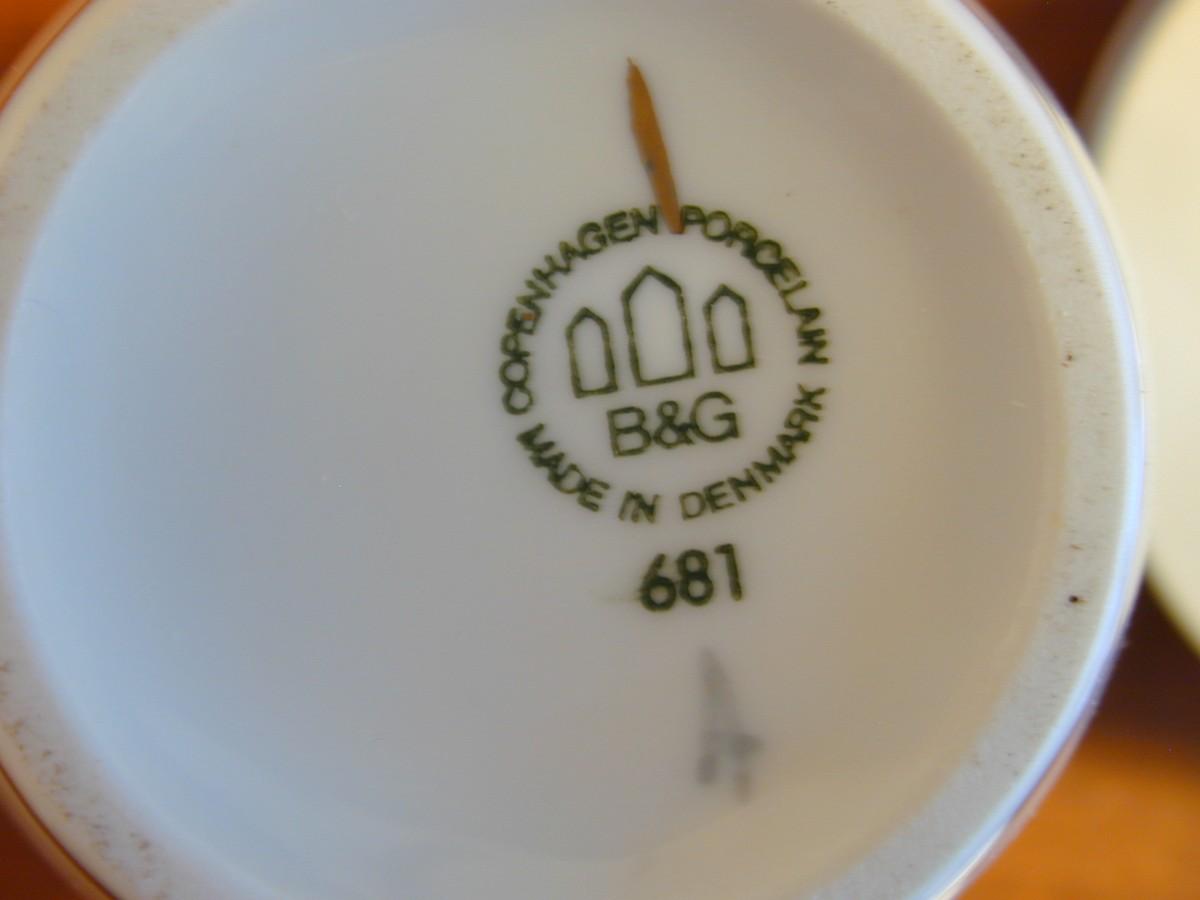 COPENHAGEN PORCELAIN
B&G
MADE IN DENMARK
681
A